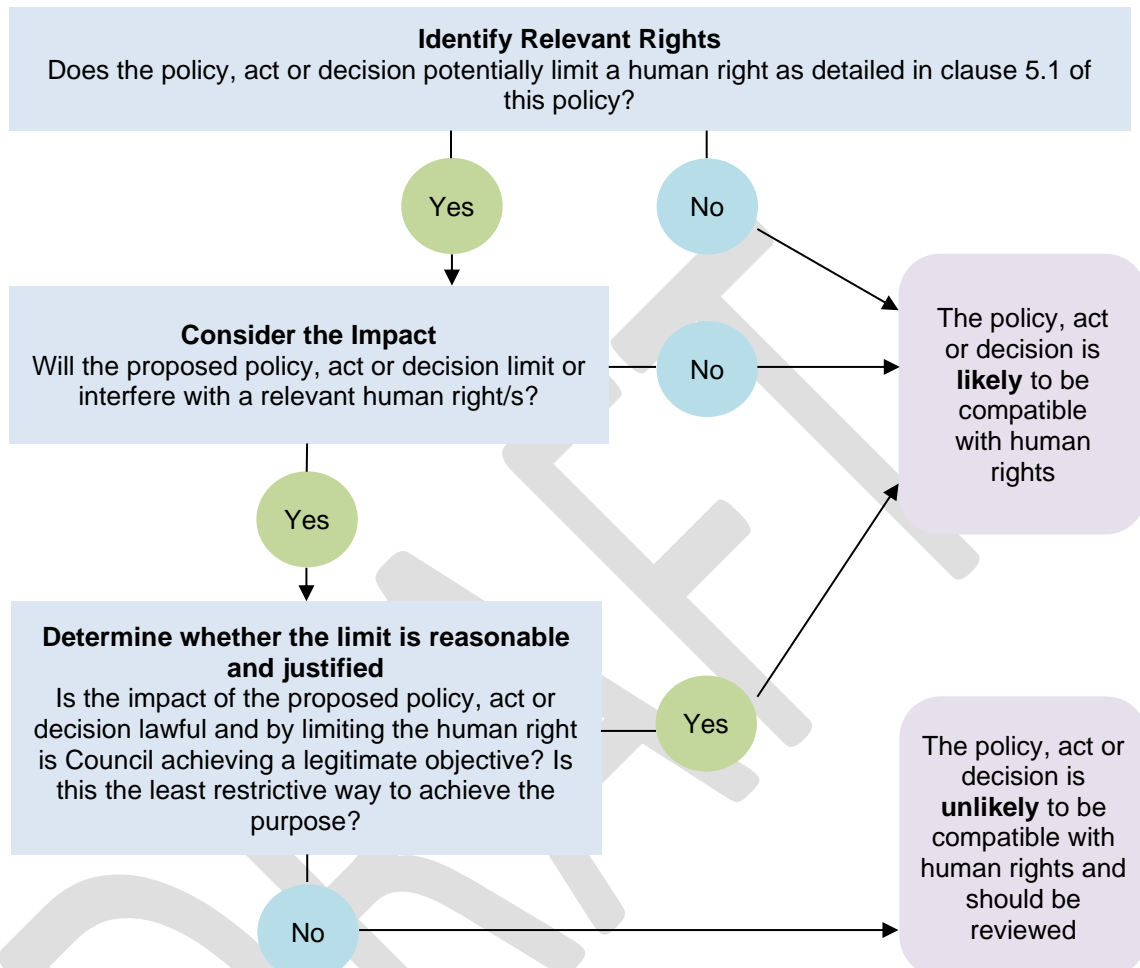 Identify Relevant Rights
Does the policy, act or decision potentially limit a human right as detailed in clause 5.1 of
this policy?
Yes
No
Consider the Impact
Will the proposed policy, act or decision limit or
interfere with a relevant human right/s?
No
The policy, act
or decision is
likely to be
compatible
with human
rights
Yes
Determine whether the limit is reasonable
and justified
Is the impact of the proposed policy, act or
decision lawful and by limiting the human right
is Council achieving a legitimate objective? Is
this the least restrictive way to achieve the
purpose?
Yes
The policy, act or
decision is
unlikely to be
compatible with
human rights and
should be
reviewed
No
DRAFT